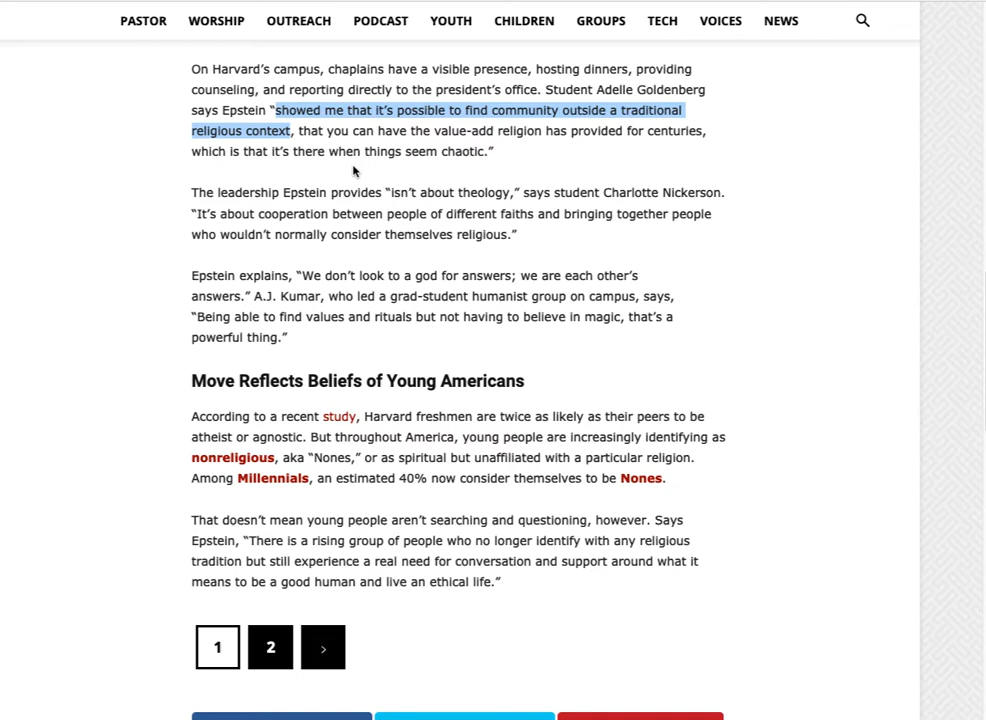 PASTOR WORSHIP OUTREACH PODCAST YOUTH CHILDREN GROUPS TECH VOICES NEWS
On Harvard’s campus, chaplains have a visible presence, hosting dinners, providing
counseling, and reporting directly to the president’s office. Student Adelle Goldenberg
says Epstein “showed me that it’s possible to find community outside a traditional
religious context, that you can have the value-add religion has provided for centuries,
which is that it’s there when things seem chaotic.”
The leadership Epstein provides “isn’t about theology,” says student Charlotte Nickerson.
“It’s about cooperation between people of different faiths and bringing together people
who wouldn’t normally consider themselves religious.”
Epstein explains, “We don’t look to a god for answers; we are each other’s
answers.” A.J. Kumar, who led a grad-student humanist group on campus, says,
“Being able to find values and rituals but not having to believe in magic, that’s a
powerful thing.”
Move Reflects Beliefs of Young Americans
According to a recent study, Harvard freshmen are twice as likely as their peers to be
atheist or agnostic. But throughout America, young people are increasingly identifying as
nonreligious, aka “Nones,” or as spiritual but unaffiliated with a particular religion.
Among Millennials, an estimated 40% now consider themselves to be Nones.
That doesn’t mean young people aren’t searching and questioning, however. Says
Epstein, “There is a rising group of people who no longer identify with any religious
tradition but still experience a real need for conversation and support around what it
means to be a good human and live an ethical life.”
1 2 ›